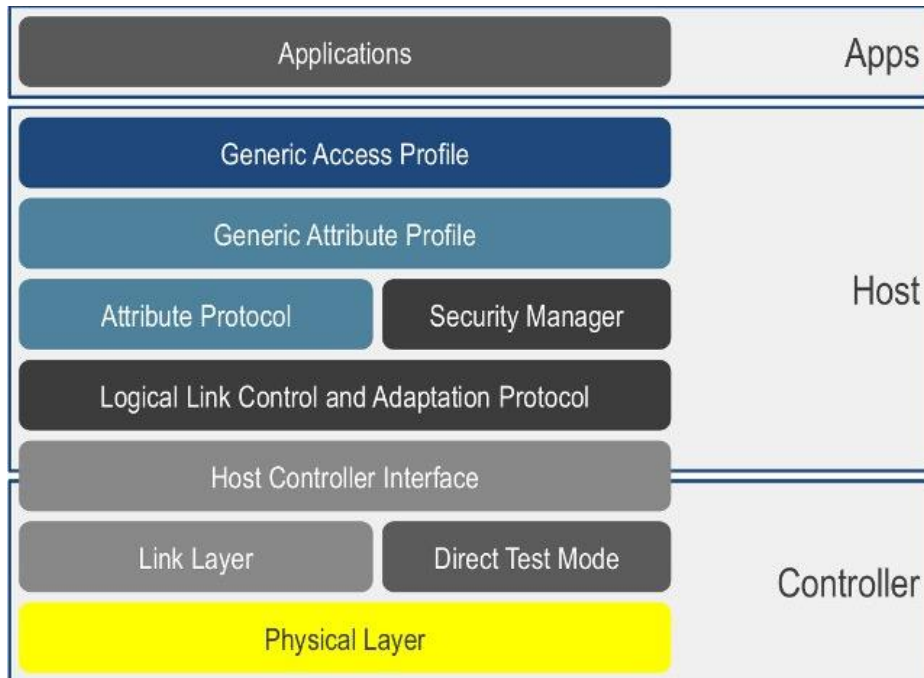 Applications
Apps
Generic Access Profile
Generic Attribute Profile
Host
Attribute Protocol
Security Manager
Logical Link Control and Adaptation Protocol
Host Controller Interface
Link Layer
Direct Test Mode
Controller
Physical Layer